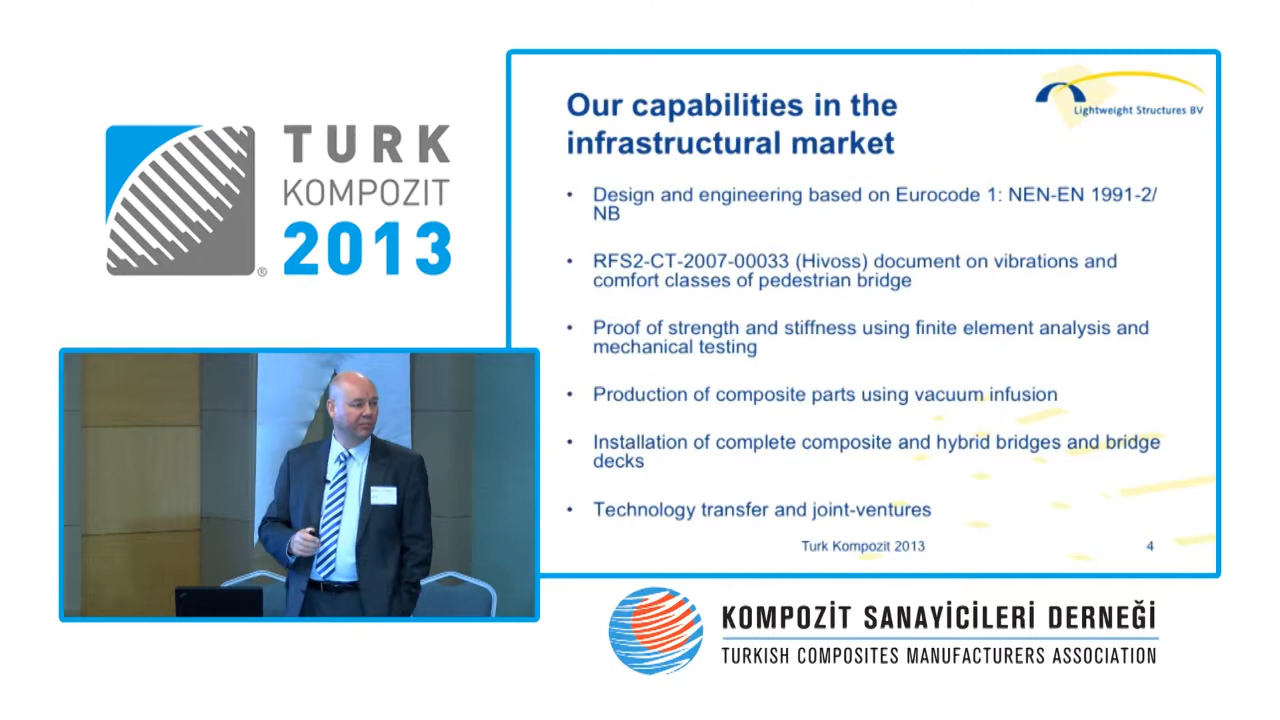 TURK
KOMPOZIT
2013
®
Our capabilities in the
infrastructural market
Lightweight Structures BV
• Design and engineering based on Eurocode 1: NEN-EN 1991-2/
NB
• RFS2-CT-2007-00033 (Hivoss) document on vibrations and
comfort classes of pedestrian bridge
• Proof of strength and stiffness using finite element analysis and
mechanical testing
• Production of composite parts using vacuum infusion
• Installation of complete composite and hybrid bridges and bridge
decks
• Technology transfer and joint-ventures
Turk Kompozit 2013
4
KOMPOZİT SANAYİCİLERİ DERNEĞİ
TURKISH COMPOSITES MANUFACTURERS ASSOCIATION